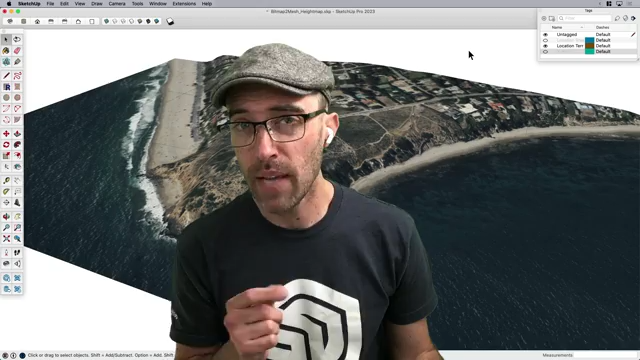 SketchUp File Edit View Draw Camera Tools Window Extensions Help
Bitmap2Mesh_Heightmap.skp - SketchUp Pro 2023
Tags
Filter
Dashes
Untagged Default
Default
Location Terr Default
Default
Click or drag to select objects. Shift = Add/Subtract. Option = Add. Shift
Measurements